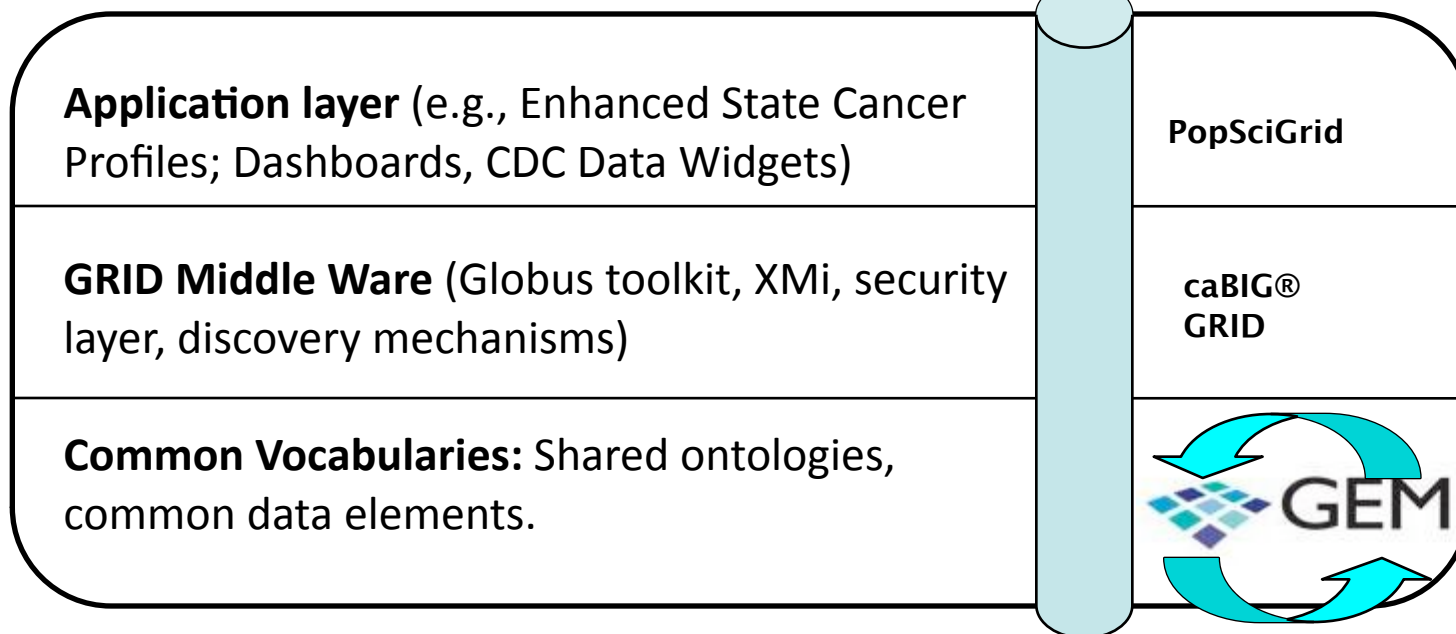 Application layer (e.g., Enhanced State Cancer
Profiles; Dashboards, CDC Data Widgets)
PopSciGrid
GRID Middle Ware (Globus toolkit, XMi, security
layer, discovery mechanisms)
caBIG®
GRID
Common Vocabularies: Shared ontologies,
common data elements.
GEM